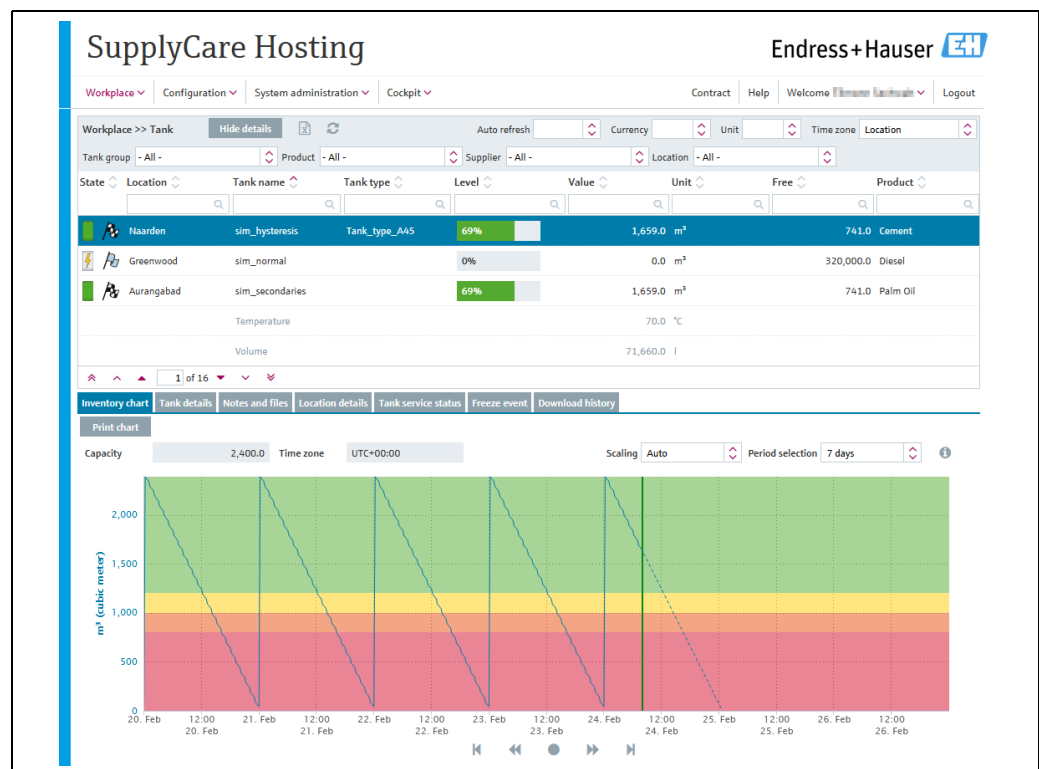 SupplyCare Hosting
Endress+Hauser EH
Workplace Configuration System administration Cockpit Contract Help Welcome Logout
Workplace >> Tank Hide details Auto refresh Currency Unit Time zone Location
Tank group - All - Product - All - Supplier - All - Location - All -
State Location Tank name Tank type Level Value Unit Free Product
Naarden sim_hysteresis Tank_type_A45 69% 1,659.0 m³ 741.0 Cement
Greenwood sim_normal 0% 0.0 m³ 320,000.0 Diesel
Aurangabad sim_secondaries 69% 1,659.0 m³ 741.0 Palm Oil
Temperature 70.0 °C
Volume 71,660.0 l
1 of 16
Inventory chart Tank details Notes and files Location details Tank service status Freeze event Download history
Print chart
Capacity 2,400.0 Time zone UTC+00:00 Scaling Auto Period selection 7 days
m³ (cubic meter)
2,000
1,500
1,000
500
0
20. Feb 12:00 21. Feb 12:00 22. Feb 12:00 23. Feb 12:00 24. Feb 12:00 25. Feb 12:00 26. Feb 12:00
20. Feb 21. Feb 22. Feb 23. Feb 24. Feb 25. Feb 26. Feb